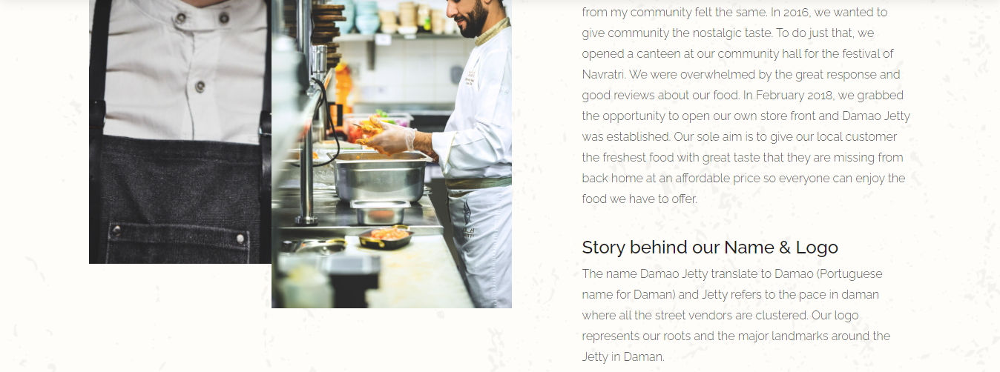 from my community felt the same. In 2016, we wanted to
give community the nostalgic taste. To do just that, we
opened a canteen at our community hall for the festival of
Navratri. We were overwhelmed by the great response and
good reviews about our food. In February 2018, we grabbed
the opportunity to open our own store front and Damao Jetty
was established. Our sole aim is to give our local customer
the freshest food with great taste that they are missing from
back home at an affordable price so everyone can enjoy the
food we have to offer.
Story behind our Name & Logo
The name Damao Jetty translate to Damao (Portuguese
name for Daman) and Jetty refers to the pace in daman
where all the street vendors are clustered. Our logo
represents our roots and the major landmarks around the
Jetty in Daman.